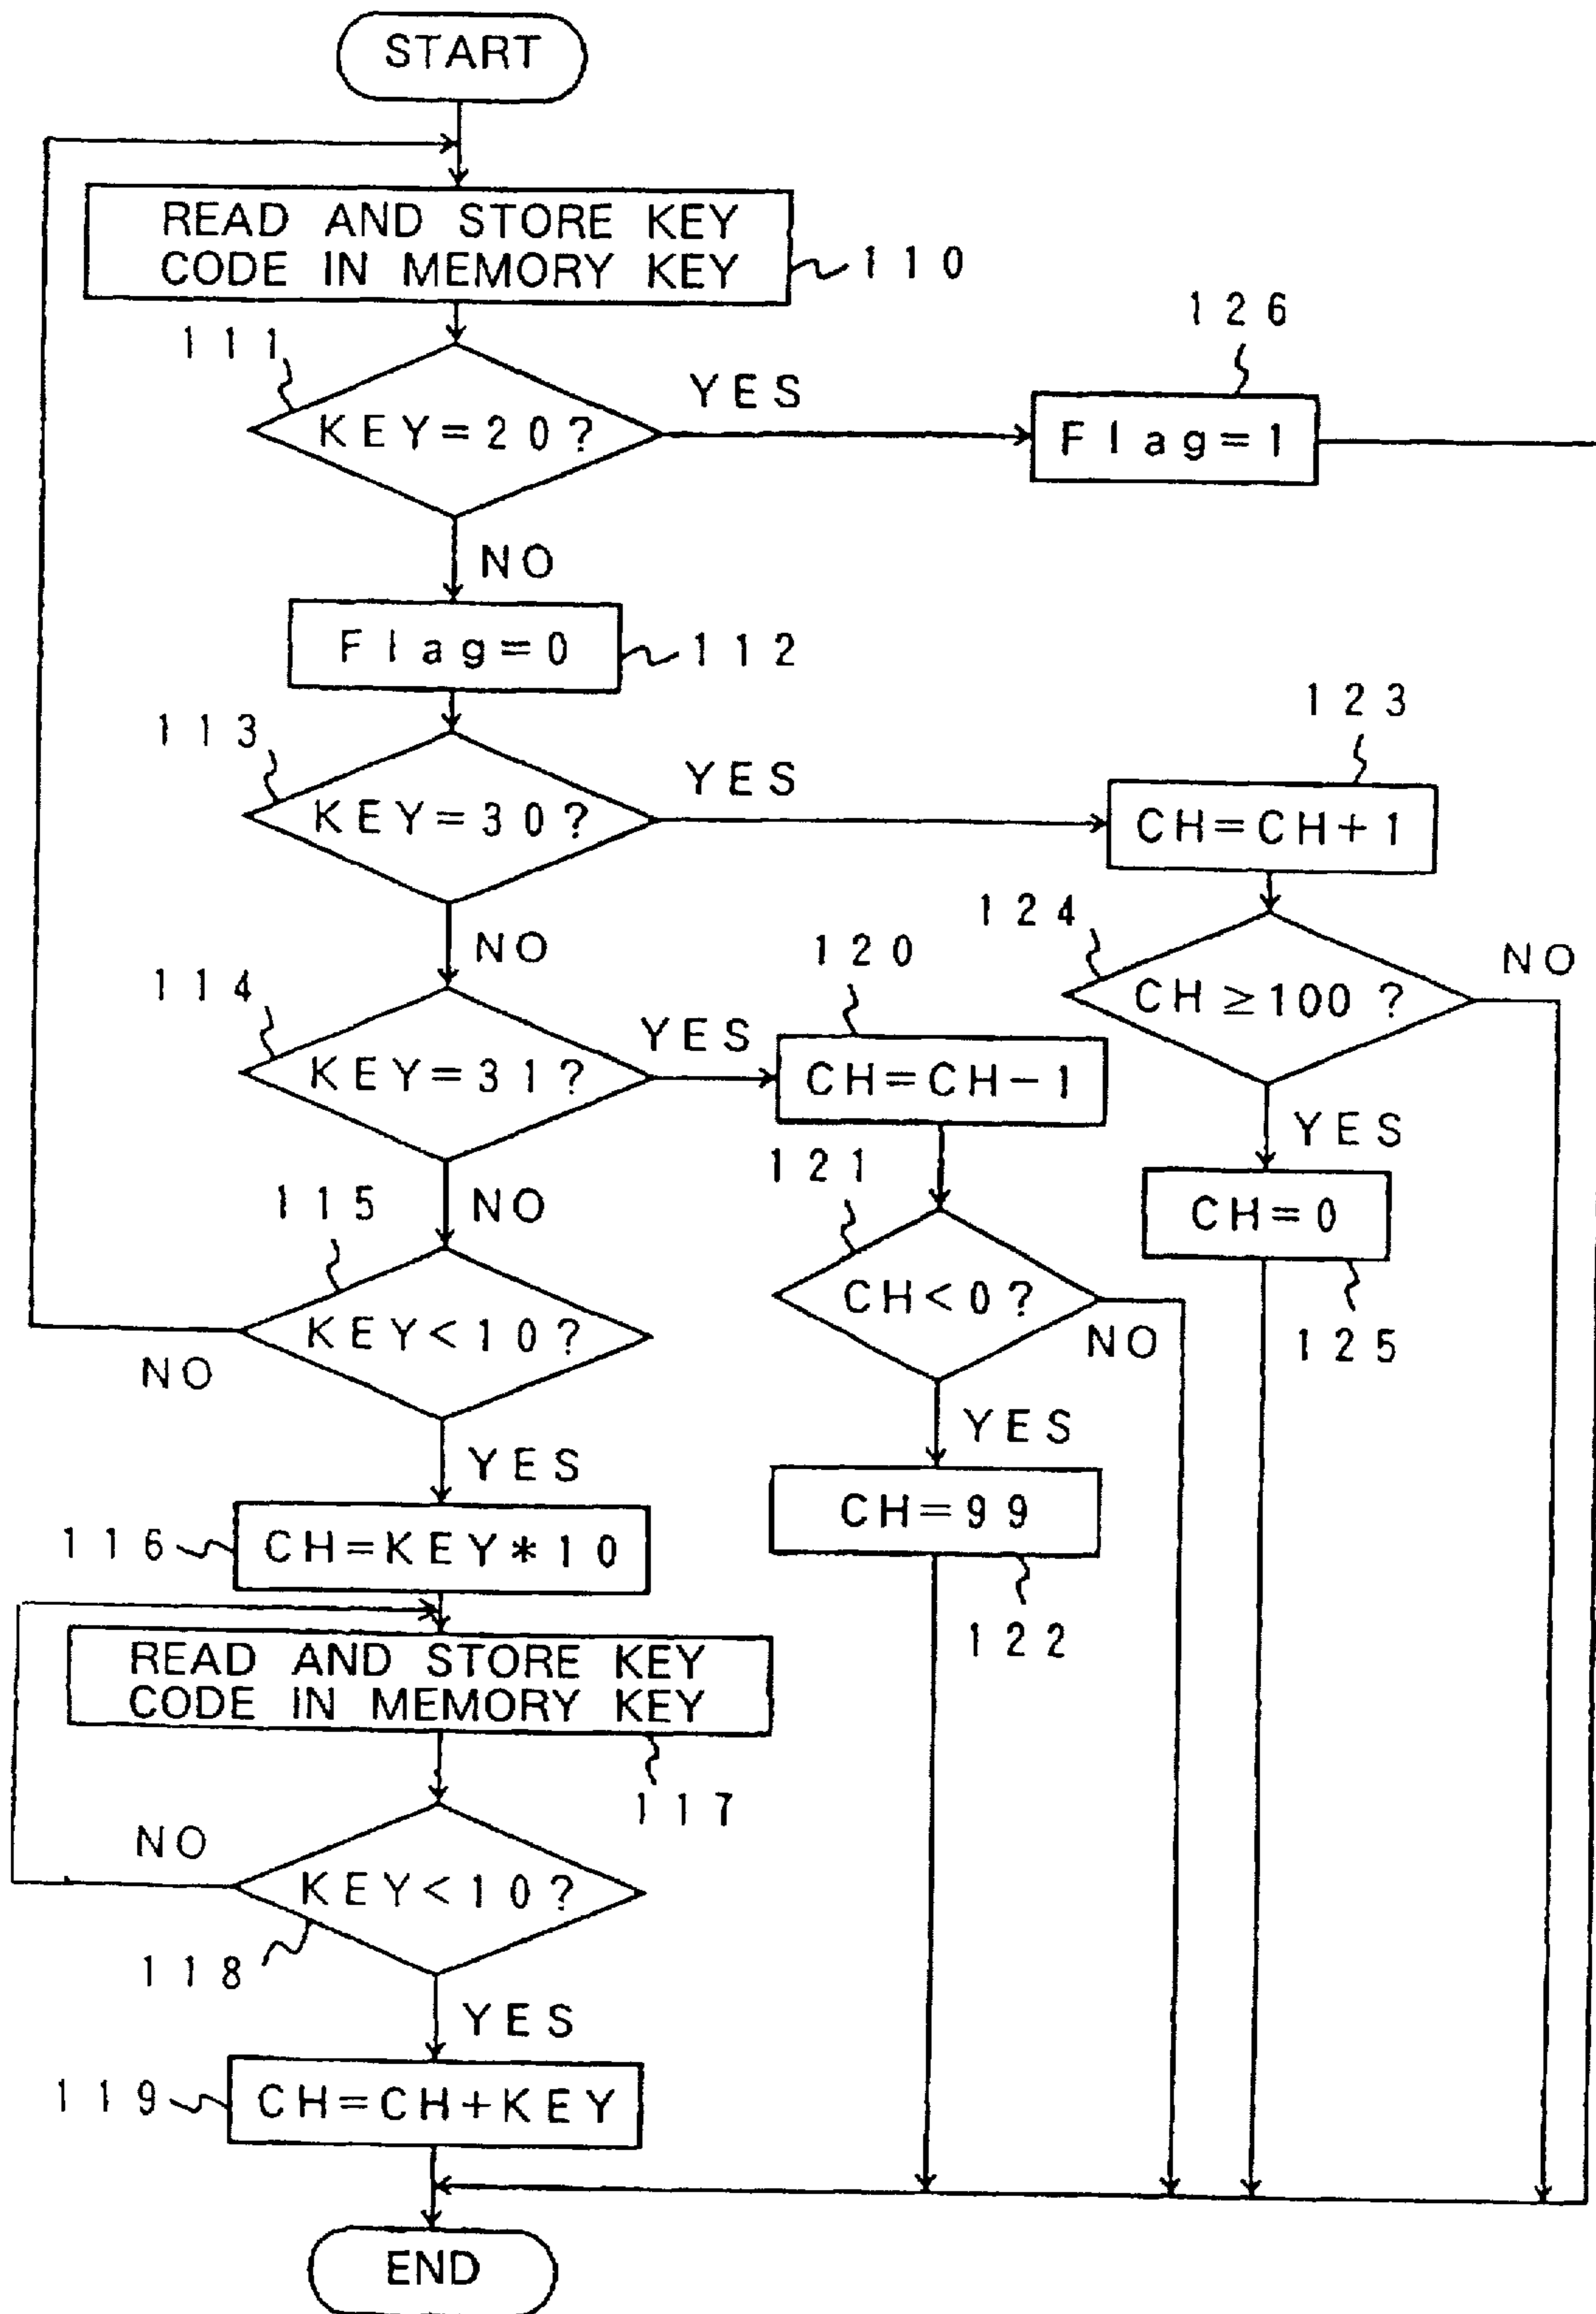 START
READ AND STORE KEY
CODE IN MEMORY KEY
110
111
KEY=20?
YES
126
Flag=1
NO
Flag=0
112
113
KEY=30?
YES
123
CH=CH+1
NO
124
CH≥100?
NO
YES
CH=0
125
114
KEY=31?
YES
120
CH=CH-1
NO
121
CH<0?
NO
YES
CH=99
122
115
KEY<10?
NO
YES
116
CH=KEY*10
READ AND STORE KEY
CODE IN MEMORY KEY
117
NO
KEY<10?
118
YES
119
CH=CH+KEY
END